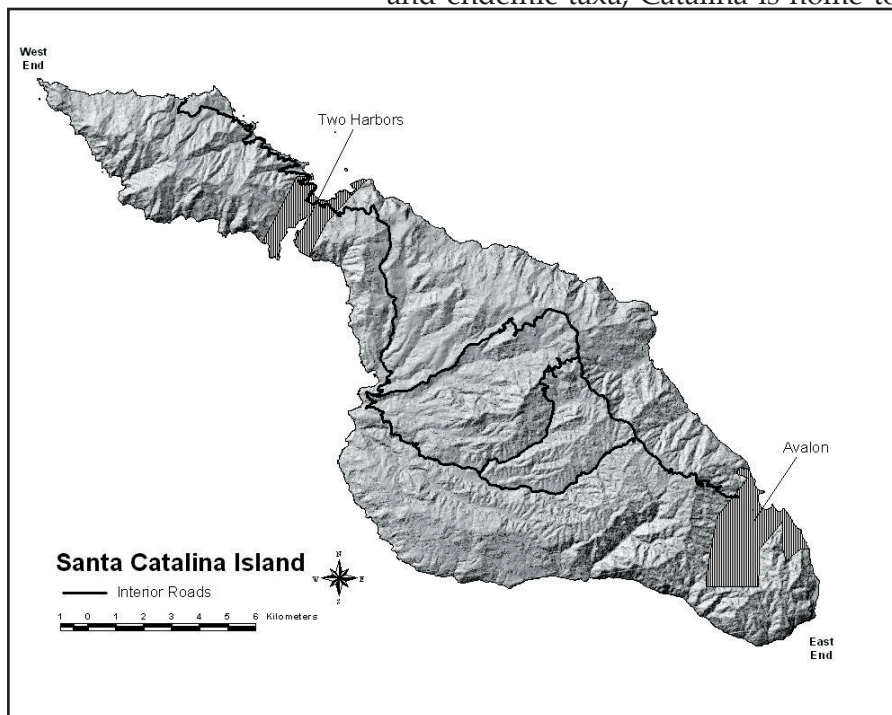 and endemic taxa, Catalina is home to
West
End
Two Harbors
Avalon
Santa Catalina Island
N
W E
S
Interior Roads
1 0 1 2 3 4 5 6 Kilometers
East
End